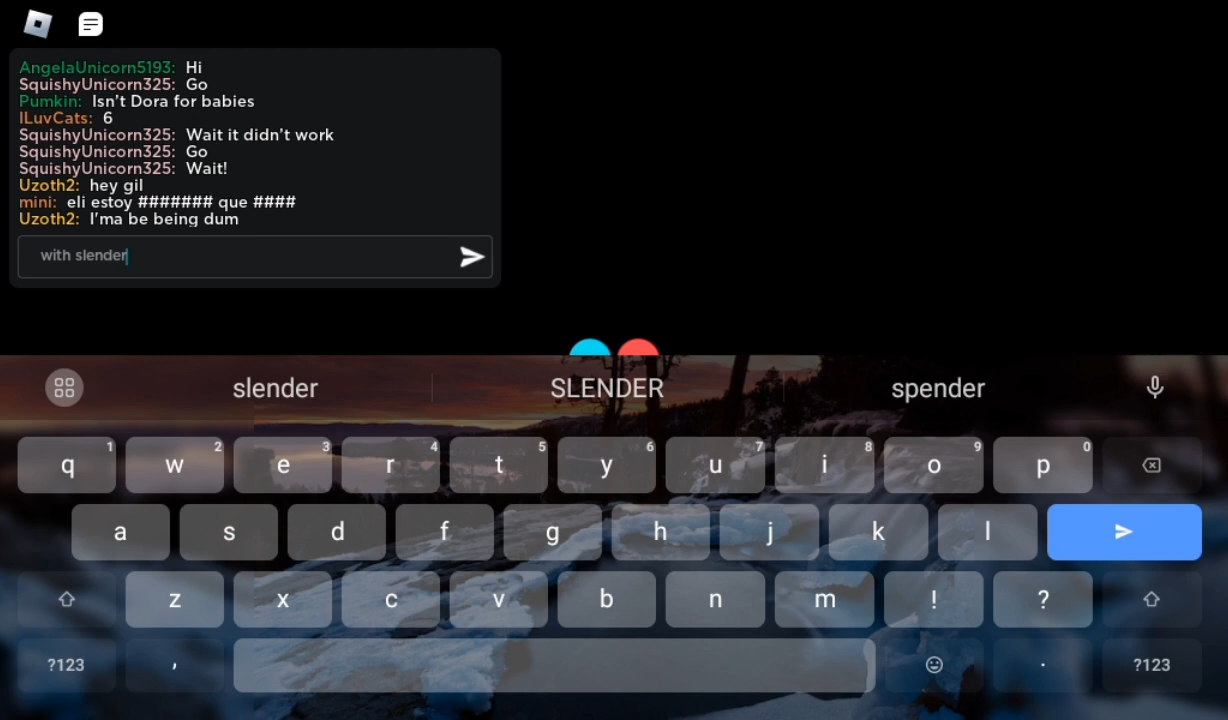 AngelaUnicorn5193: Hi
SquishyUnicorn325: Go
Pumkin: Isn't Dora for babies
ILuvCats: 6
SquishyUnicorn325: Wait it didn't work
SquishyUnicorn325: Go
SquishyUnicorn325: Wait!
Uzoth2: hey gil
mini: eli estoy ####### que ####
Uzoth2: I'ma be being dum
with slender
slender SLENDER spender
1 2 3 4 5 6 7 8 9 0
q w e r t y u i o p
a s d f g h j k l
z x c v b n m ! ?
?123 , . ?123